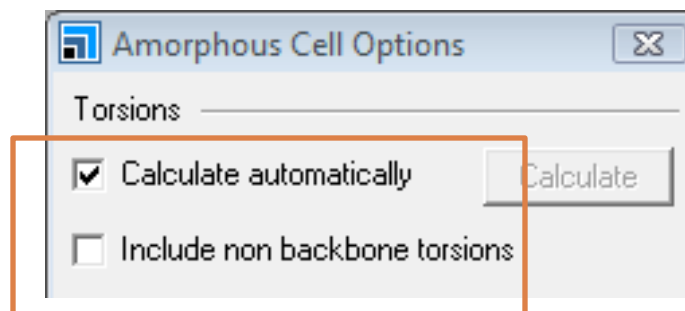 Amorphous Cell Options
Torsions
Calculate automatically Calculate
Include non backbone torsions